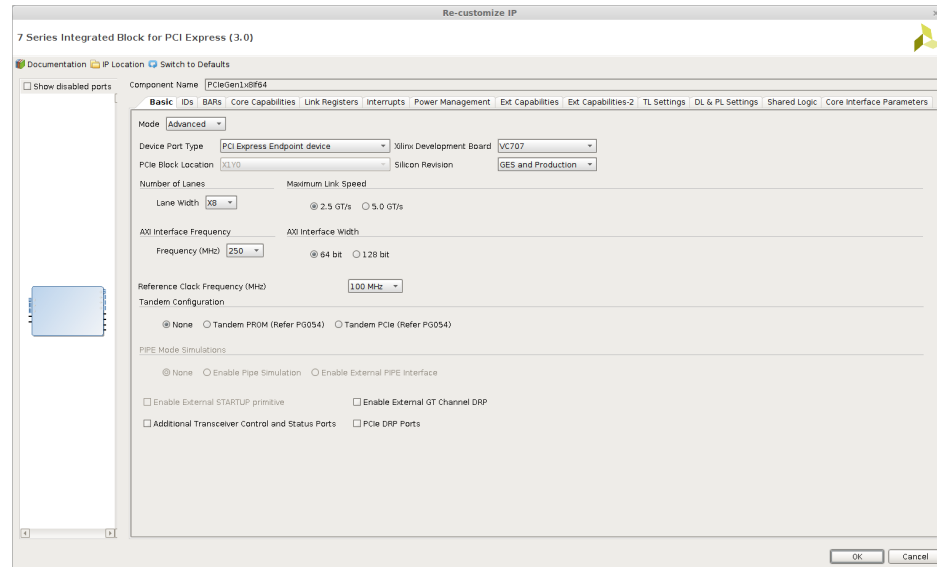 Re-customize IP
7 Series Integrated Block for PCI Express (3.0)
Documentation IP Location Switch to Defaults
Show disabled ports
Component Name PCIeGen1x8If64
Basic IDs BARs Core Capabilities Link Registers Interrupts Power Management Ext Capabilities Ext Capabilities-2 TL Settings DL & PL Settings Shared Logic Core Interface Parameters
Mode Advanced
Device Port Type PCI Express Endpoint device Xilinx Development Board VC707
PCIe Block Location X1Y0 Silicon Revision GES and Production
Number of Lanes Maximum Link Speed
Lane Width X8 2.5 GT/s 5.0 GT/s
AXI Interface Frequency AXI Interface Width
Frequency (MHz) 250 64 bit 128 bit
Reference Clock Frequency (MHz) 100 MHz
Tandem Configuration
None Tandem PROM (Refer PG054) Tandem PCIe (Refer PG054)
PIPE Mode Simulations
None Enable Pipe Simulation Enable External PIPE Interface
Enable External STARTUP primitive Enable External GT Channel DRP
Additional Transceiver Control and Status Ports PCIe DRP Ports
OK Cancel